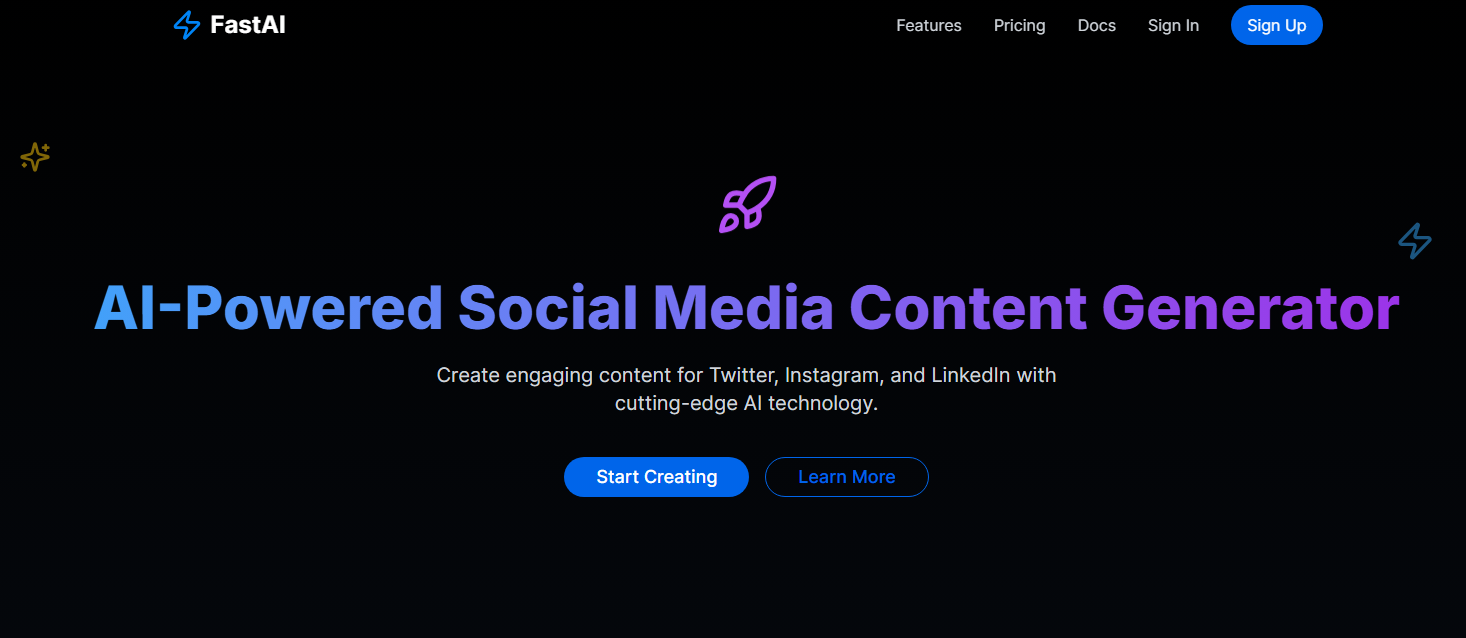 FastAI
Features
Pricing
Docs
Sign In
Sign Up
AI-Powered Social Media Content Generator
Create engaging content for Twitter, Instagram, and LinkedIn with
cutting-edge AI technology.
Start Creating
Learn More